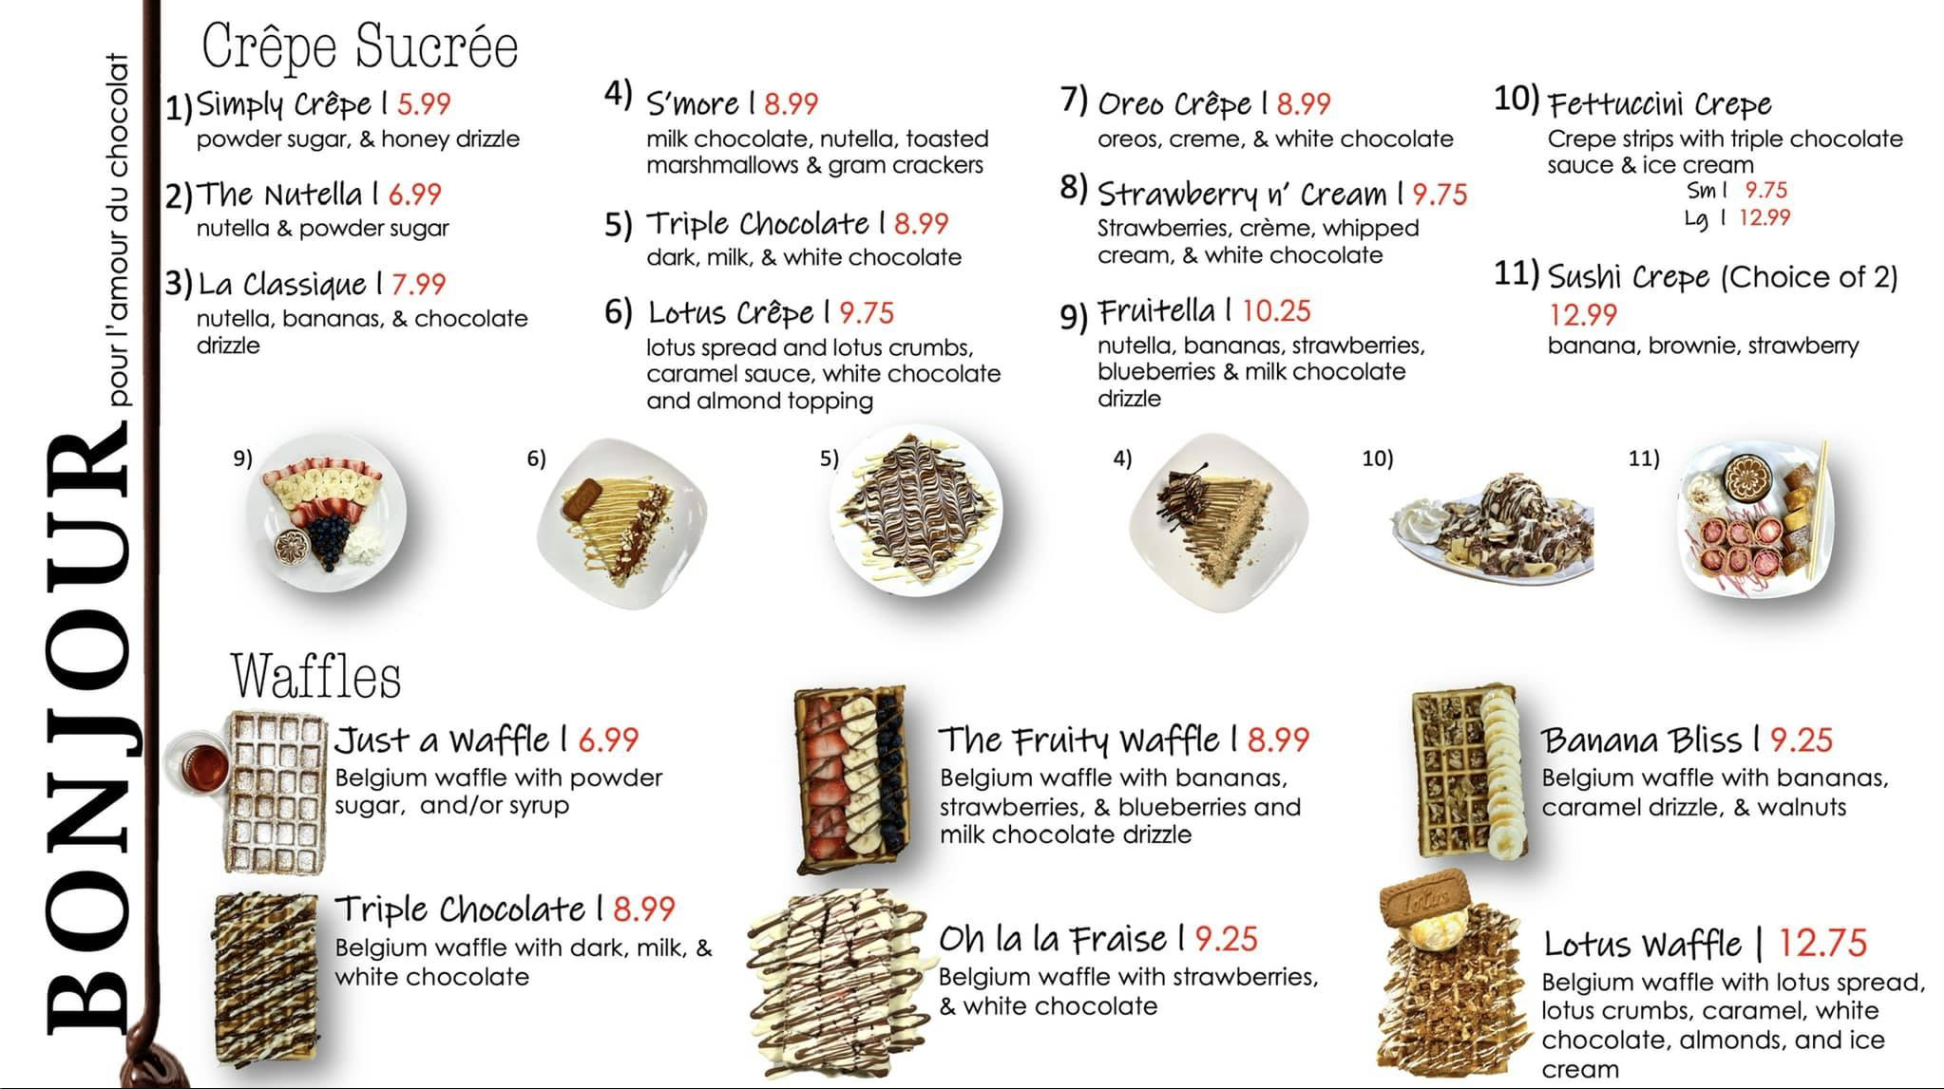 BONJOUR
pour l'amour du chocolat
Crêpe Sucrée
1) Simply Crêpe | 5.99
powder sugar, & honey drizzle
2) The Nutella | 6.99
nutella & powder sugar
3) La Classique | 7.99
nutella, bananas, & chocolate
drizzle
4) S'more | 8.99
milk chocolate, nutella, toasted
marshmallows & gram crackers
5) Triple Chocolate | 8.99
dark, milk, & white chocolate
6) Lotus Crêpe | 9.75
lotus spread and lotus crumbs,
caramel sauce, white chocolate
and almond topping
7) Oreo Crêpe | 8.99
oreos, creme, & white chocolate
8) Strawberry n' Cream | 9.75
Strawberries, crème, whipped
cream, & white chocolate
9) Fruitella | 10.25
nutella, bananas, strawberries,
blueberries & milk chocolate
drizzle
10) Fettuccini Crepe
Crepe strips with triple chocolate
sauce & ice cream
Sm | 9.75
Lg | 12.99
11) Sushi Crepe (Choice of 2)
12.99
banana, brownie, strawberry
9)
6)
5)
4)
10)
11)
Waffles
Just a Waffle | 6.99
Belgium waffle with powder
sugar, and/or syrup
The Fruity Waffle | 8.99
Belgium waffle with bananas,
strawberries, & blueberries and
milk chocolate drizzle
Banana Bliss | 9.25
Belgium waffle with bananas,
caramel drizzle, & walnuts
Triple Chocolate | 8.99
Belgium waffle with dark, milk, &
white chocolate
Oh la la Fraise | 9.25
Belgium waffle with strawberries,
& white chocolate
Lotus
Lotus Waffle | 12.75
Belgium waffle with lotus spread,
lotus crumbs, caramel, white
chocolate, almonds, and ice
cream